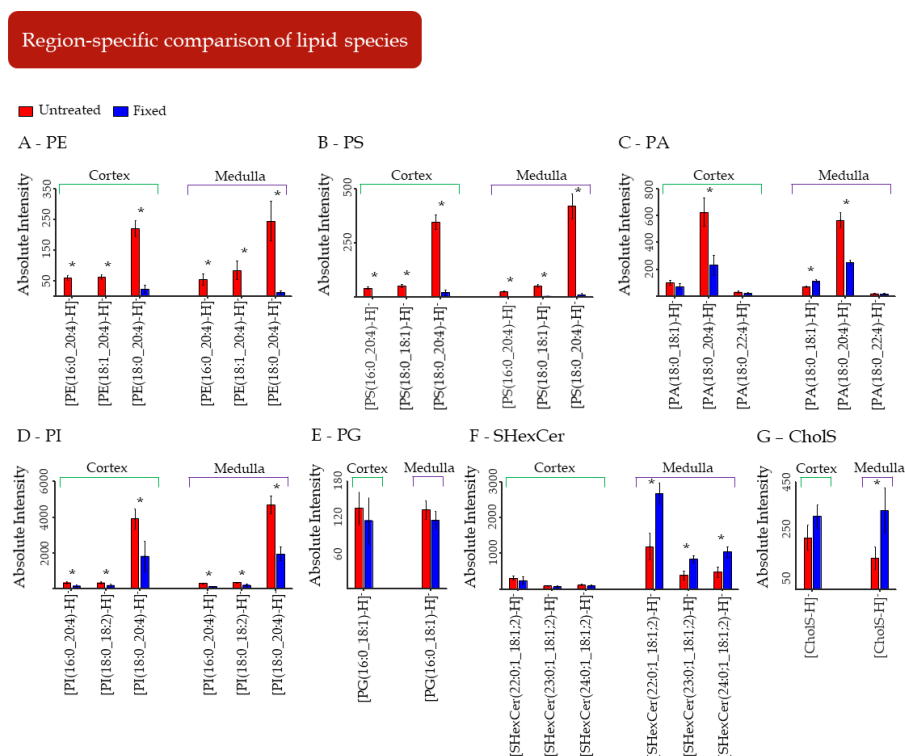 Region-specific comparison of lipid species
Untreated Fixed
A - PE
B - PS
C - PA
Cortex Medulla
Cortex Medulla
Cortex Medulla
Absolute Intensity
50 150 250 350
* * * * * *
[PE(16:0_20:4)-H]-
[PE(18:1_20:4)-H]-
[PE(18:0_20:4)-H]-
[PE(16:0_20:4)-H]-
[PE(18:1_20:4)-H]-
[PE(18:0_20:4)-H]-
Absolute Intensity
250 500
* * * * * *
[PS(16:0_20:4)-H]-
[PS(18:0_18:1)-H]-
[PS(18:0_20:4)-H]-
[PS(16:0_20:4)-H]-
[PS(18:0_18:1)-H]-
[PS(18:0_20:4)-H]-
Absolute Intensity
200 400 600 800
* * *
[PA(18:0_18:1)-H]-
[PA(18:0_20:4)-H]-
[PA(18:0_22:4)-H]-
[PA(18:0_18:1)-H]-
[PA(18:0_20:4)-H]-
[PA(18:0_22:4)-H]-
D - PI
E - PG
F - SHexCer
G – CholS
Cortex Medulla
Cortex Medulla
Cortex Medulla
Cortex Medulla
Absolute Intensity
2000 4000 6000
* * * * * *
[PI(16:0_20:4)-H]-
[PI(18:0_18:2)-H]-
[PI(18:0_20:4)-H]-
[PI(16:0_20:4)-H]-
[PI(18:0_18:2)-H]-
[PI(18:0_20:4)-H]-
Absolute Intensity
60 120 180
[PG(16:0_18:1)-H]-
[PG(16:0_18:1)-H]-
Absolute Intensity
1000 2000 3000
* * *
[SHexCer(22:0;1_18:1;2)-H]-
[SHexCer(23:0;1_18:1;2)-H]-
[SHexCer(24:0;1_18:1;2)-H]-
[SHexCer(22:0;1_18:1;2)-H]-
[SHexCer(23:0;1_18:1;2)-H]-
[SHexCer(24:0;1_18:1;2)-H]-
Absolute Intensity
50 250 450
*
[CholS-H]-
[CholS-H]-